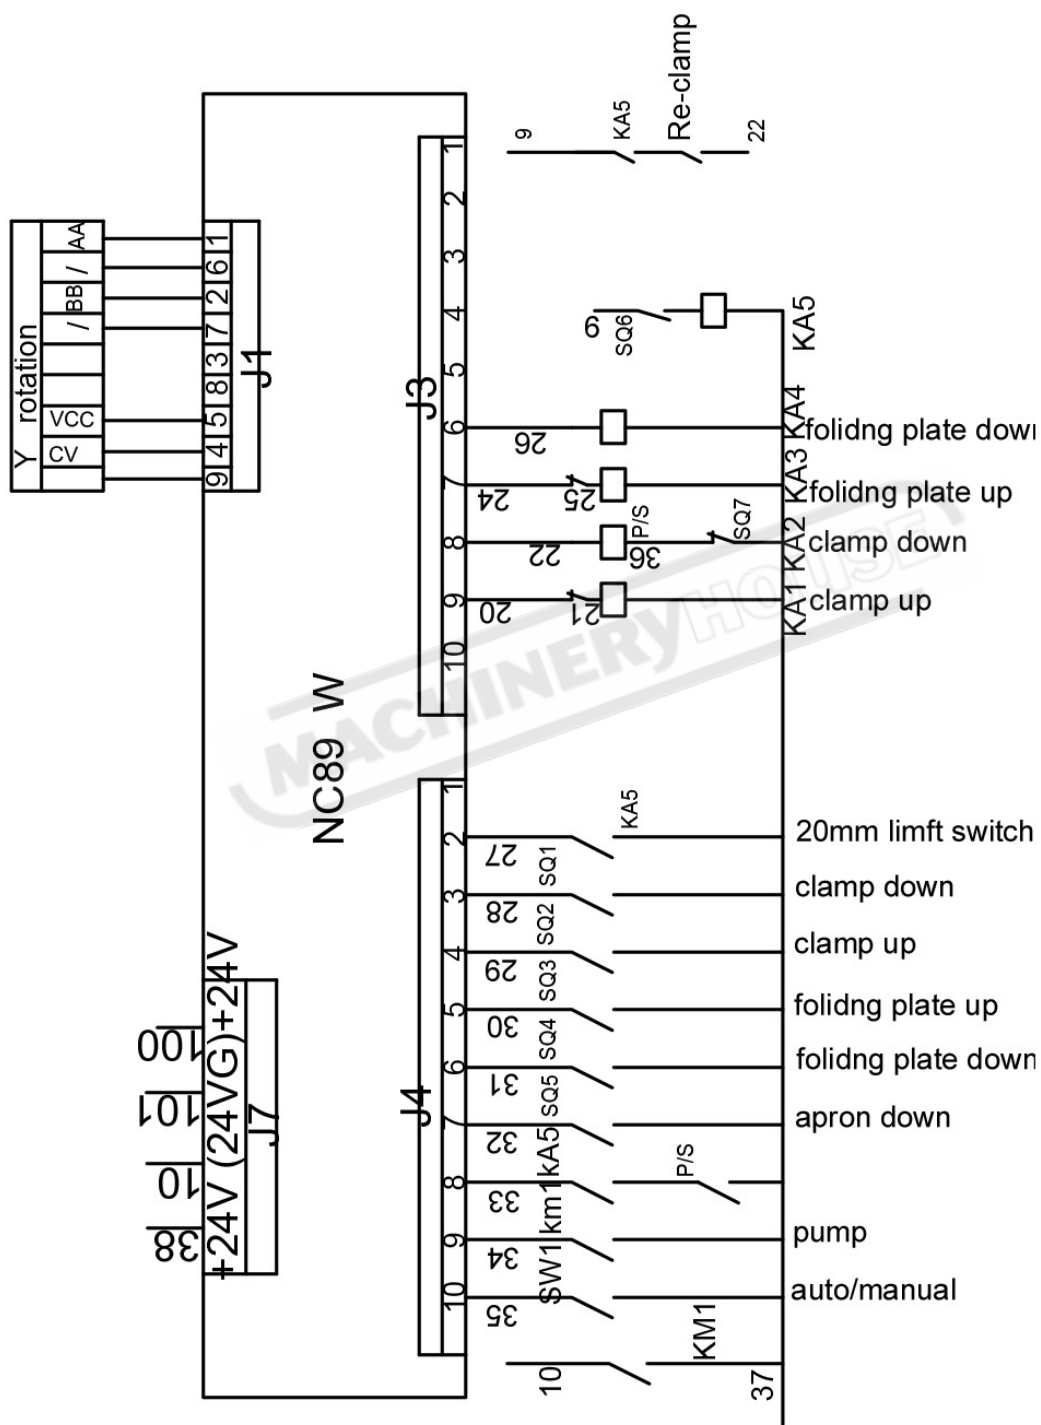 Re-clamp
9
KA5
22
AA
/
BB
/
VCC
CV
Y rotation
1
6
2
7
3
8
5
4
9
J1
1
2
3
4
5
6
7
8
9
10
J3
9
SQ6
KA5
26
KA4
folidng plate down
24
25
KA3
folidng plate up
22
P/S
36
SQ7
KA2
clamp down
20
21
KA1
clamp up
MACHINERYHOUSE
NC89 W
1
2
3
4
5
6
7
8
9
10
J4
27
SQ1
KA5
20mm limft switch
28
SQ2
clamp down
29
SQ3
clamp up
30
SQ4
folidng plate up
31
SQ5
folidng plate down
32
kA5
apron down
33
km1
P/S
34
SW1
pump
35
auto/manual
10
KM1
37
100
101
10
38
+24V (24VG)+24V
J7